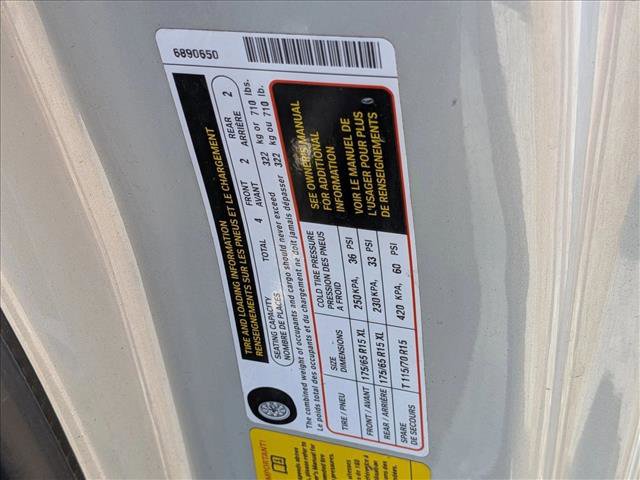 6890650
TIRE AND LOADING INFORMATION
RENSEIGNEMENTS SUR LES PNEUS ET LE CHARGEMENT
SEATING CAPACITY
NOMBRE DE PLACES
TOTAL 4
FRONT 2
AVANT
REAR 2
ARRIÈRE
The combined weight of occupants and cargo should never exceed 322 kg or 710 lbs.
Le poids total des occupants et du chargement ne doit jamais dépasser 322 kg ou 710 lb.
TIRE / PNEU
SIZE
DIMENSIONS
COLD TIRE PRESSURE
PRESSION DES PNEUS
A FROID
FRONT / AVANT 175/65 R15 XL 250 KPA, 36 PSI
REAR / ARRIÈRE 175/65 R15 XL 230 KPA, 33 PSI
SPARE
DE SECOURS
T 115/70 R15 420 KPA, 60 PSI
SEE OWNER'S MANUAL
FOR ADDITIONAL
INFORMATION
VOIR LE MANUEL DE
L'USAGER POUR PLUS
DE RENSEIGNEMENTS
IMPORTANT!